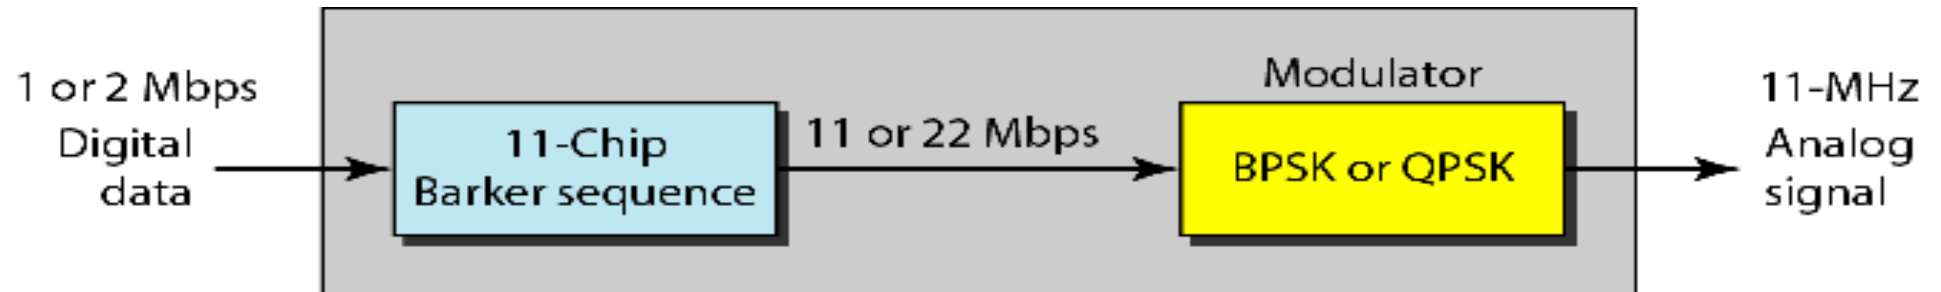 1 or 2 Mbps
Digital
data
11-Chip
Barker sequence
11 or 22 Mbps
Modulator
BPSK or QPSK
11-MHz
Analog
signal